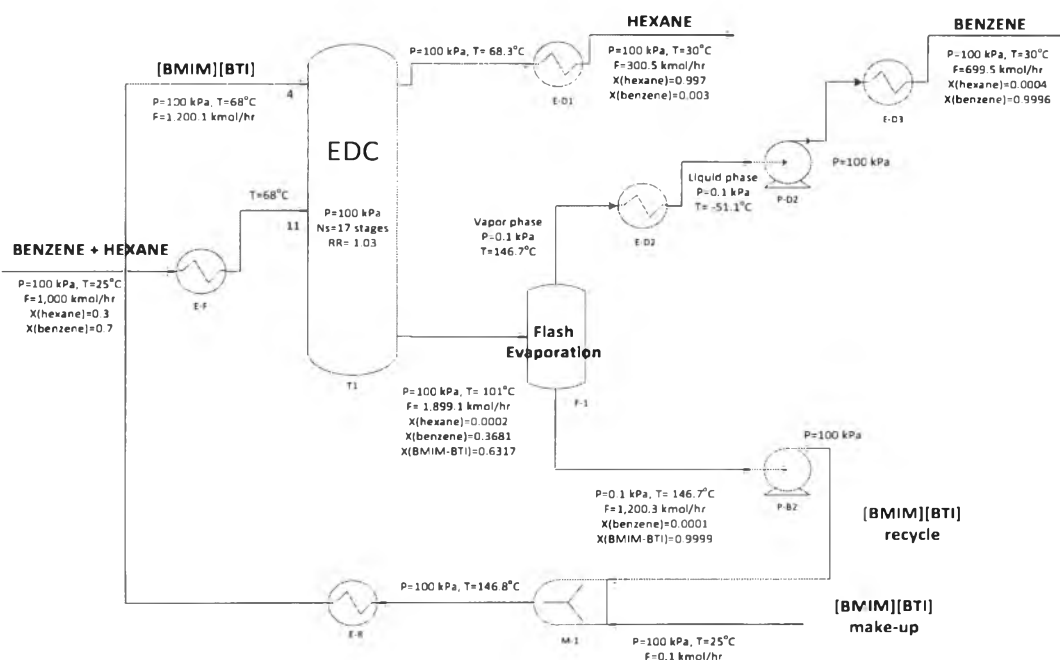 HEXANE
P=100 kPa, T=30°C
F=300.5 kmol/hr
X(hexane)=0.997
X(benzene)=0.003
E-D1
P=100 kPa, T= 68.3°C
BENZENE
P=100 kPa, T=30°C
F=699.5 kmol/hr
X(hexane)=0.0004
X(benzene)=0.9996
E-D3
[BMIM][BTI]
P=100 kPa, T=68°C
F=1,200.1 kmol/hr
4
EDC
P=100 kPa
Ns=17 stages
RR= 1.03
T=68°C
11
T1
BENZENE + HEXANE
P=100 kPa, T=25°C
F=1,000 kmol/hr
X(hexane)=0.3
X(benzene)=0.7
E-F
P=100 kPa
P-D2
Liquid phase
P=0.1 kPa
T= -51.1°C
E-D2
Vapor phase
P=0.1 kPa
T=146.7°C
Flash
Evaporation
F-1
P=100 kPa, T= 101°C
F= 1,899.1 kmol/hr
X(hexane)=0.0002
X(benzene)=0.3681
X(BMIM-BTI)=0.6317
P=100 kPa
P-B2
P=0.1 kPa, T= 146.7°C
F=1,200.3 kmol/hr
X(benzene)=0.0001
X(BMIM-BTI)=0.9999
[BMIM][BTI]
recycle
P=100 kPa, T=146.8°C
E-R
M-1
[BMIM][BTI]
make-up
P=100 kPa, T=25°C
F=0.1 kmol/hr